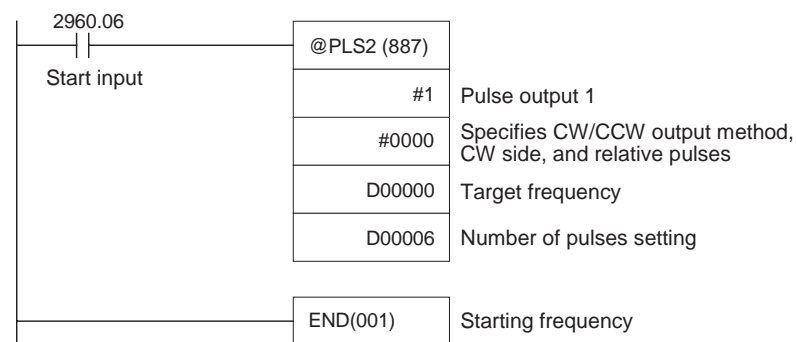 2960.06
Start input
@PLS2 (887)
#1 Pulse output 1
#0000 Specifies CW/CCW output method,
CW side, and relative pulses
D00000 Target frequency
D00006 Number of pulses setting
END(001) Starting frequency